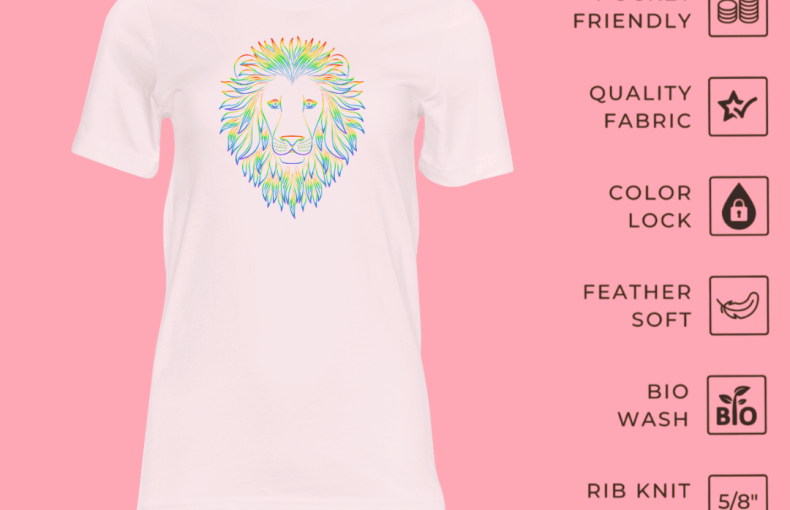 FRIENDLY
QUALITY
FABRIC
COLOR
LOCK
FEATHER
SOFT
BIO
WASH
BIO
RIB KNIT
5/8"